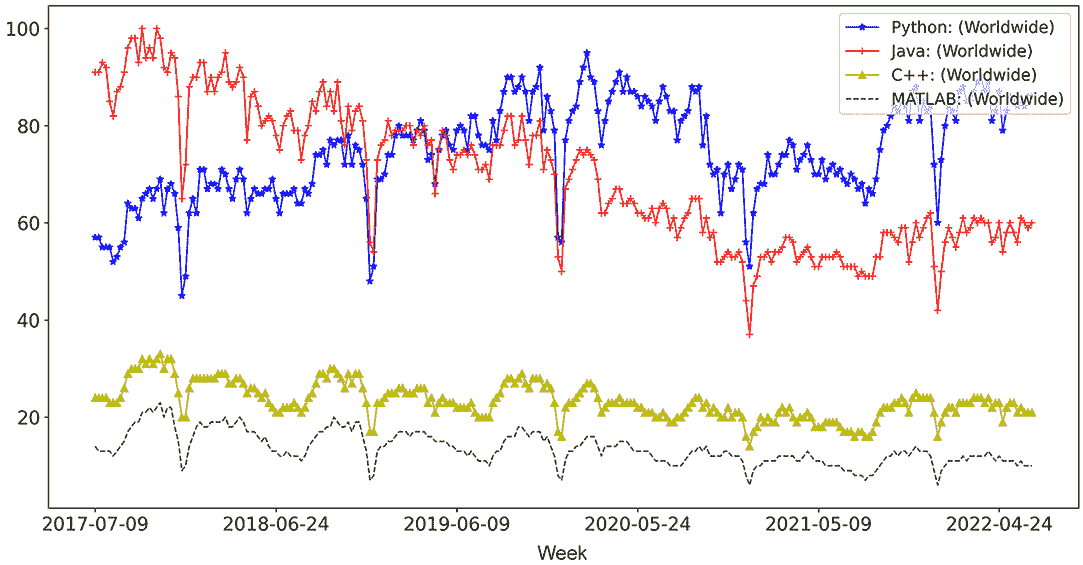 100
80
60
40
20
Python: (Worldwide)
Java: (Worldwide)
C++: (Worldwide)
MATLAB: (Worldwide)
2017-07-09 2018-06-24 2019-06-09 2020-05-24 2021-05-09 2022-04-24
Week